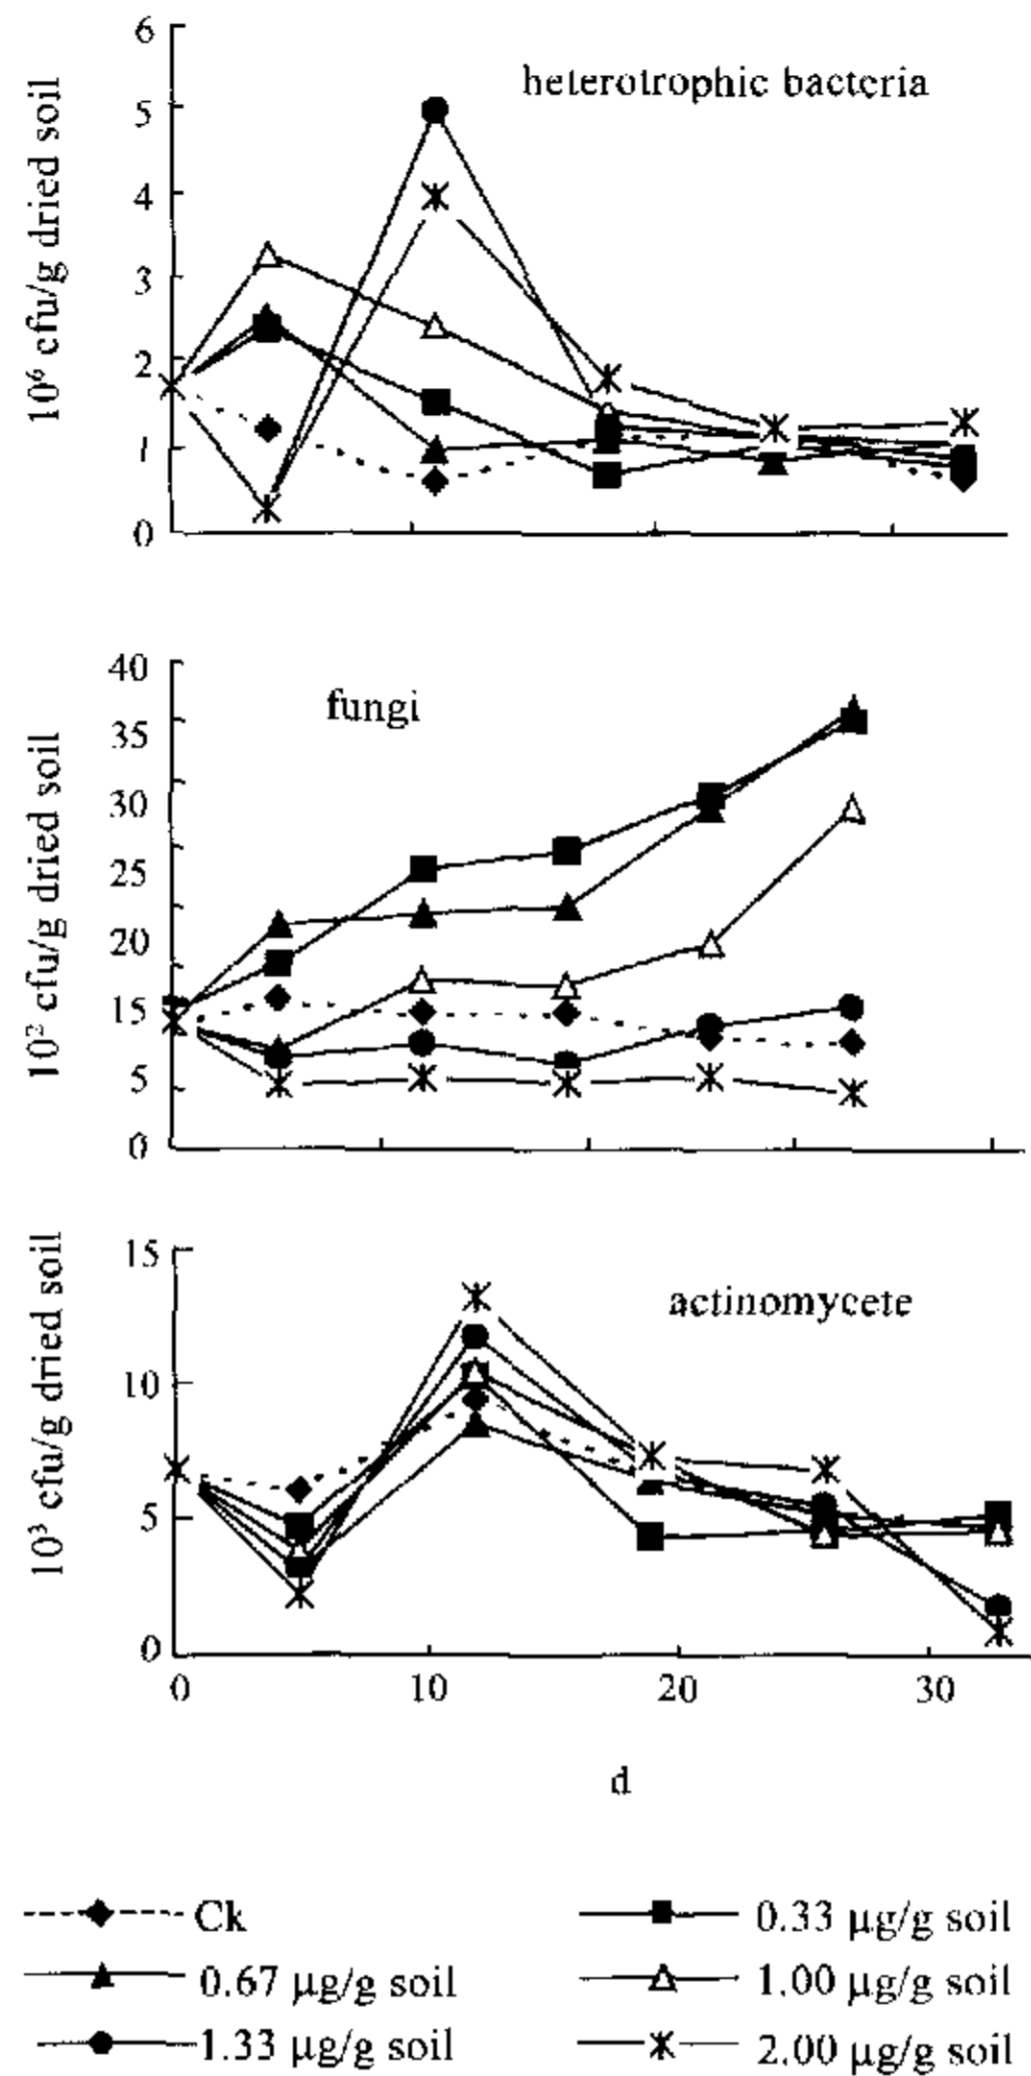 6
heterotrophic bacteria
5
4
3
2
1
0
10⁶ cfu/g dried soil
40
fungi
35
30
25
20
15
5
0
10² cfu/g dried soil
15
actinomycete
10
5
0
10³ cfu/g dried soil
0 10 20 30
d
Ck 0.33 µg/g soil
0.67 µg/g soil 1.00 µg/g soil
1.33 µg/g soil 2.00 µg/g soil